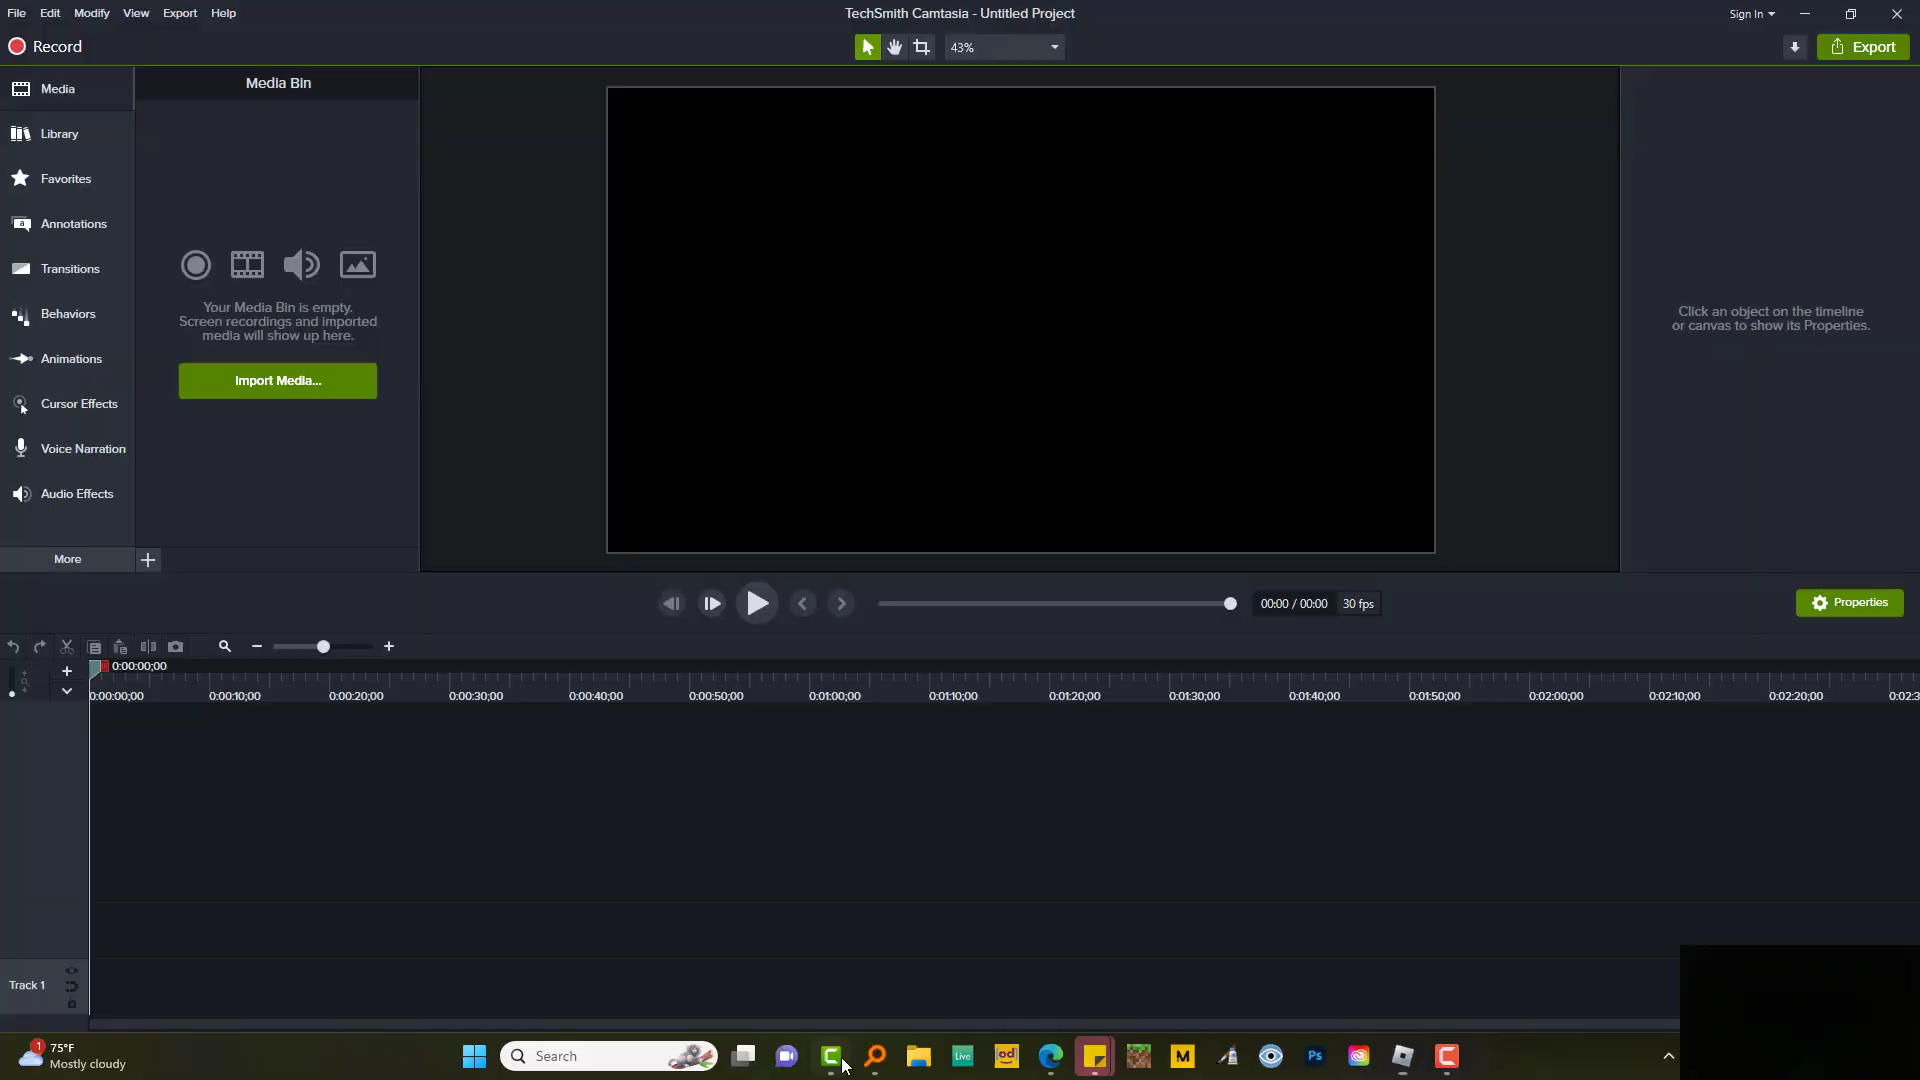 File Edit Modify View Export Help
TechSmith Camtasia - Untitled Project
Sign In
Record
43%
Export
Media
Library
Favorites
Annotations
Transitions
Behaviors
Animations
Cursor Effects
Voice Narration
Audio Effects
More
Media Bin
Your Media Bin is empty.
Screen recordings and imported
media will show up here.
Import Media...
Click an object on the timeline
or canvas to show its Properties.
00:00 / 00:00 30 fps
Properties
0:00:00;00
0:00:00;00 0:00:10;00 0:00:20;00 0:00:30;00 0:00:40;00 0:00:50;00 0:01:00;00 0:01:10;00 0:01:20;00 0:01:30;00 0:01:40;00 0:01:50;00 0:02:00;00 0:02:10;00 0:02:20;00 0:02:3
Track 1
1
75°F
Mostly cloudy
Search
C
Live
od
M
Ps
C